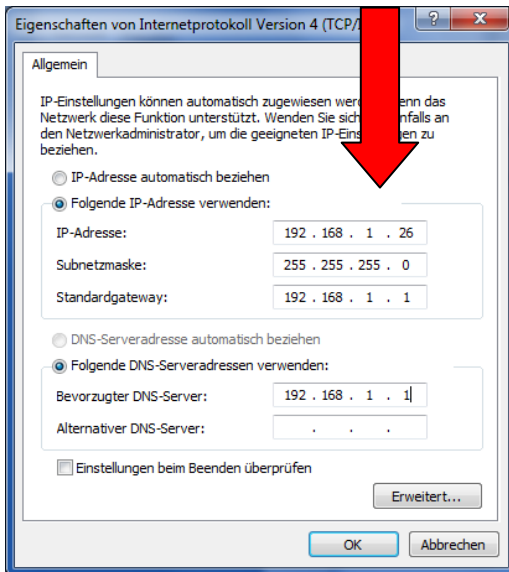 Eigenschaften von Internetprotokoll Version 4 (TCP/
? X
Allgemein
IP-Einstellungen können automatisch zugewiesen das
Netzwerk diese Funktion unterstützt. Wenden Sie sich an
den Netzwerkadministrator, um die geeigneten zu
beziehen.
IP-Adresse automatisch beziehen
Folgende IP-Adresse verwenden:
IP-Adresse: 192 . 168 . 1 . 26
Subnetzmaske: 255 . 255 . 255 . 0
Standardgateway: 192 . 168 . 1 . 1
DNS-Serveradresse automatisch beziehen
Folgende DNS-Serveradressen verwenden:
Bevorzugter DNS-Server: 192 . 168 . 1 . 1
Alternativer DNS-Server: . . .
Einstellungen beim Beenden überprüfen
Erweitert...
OK Abbrechen